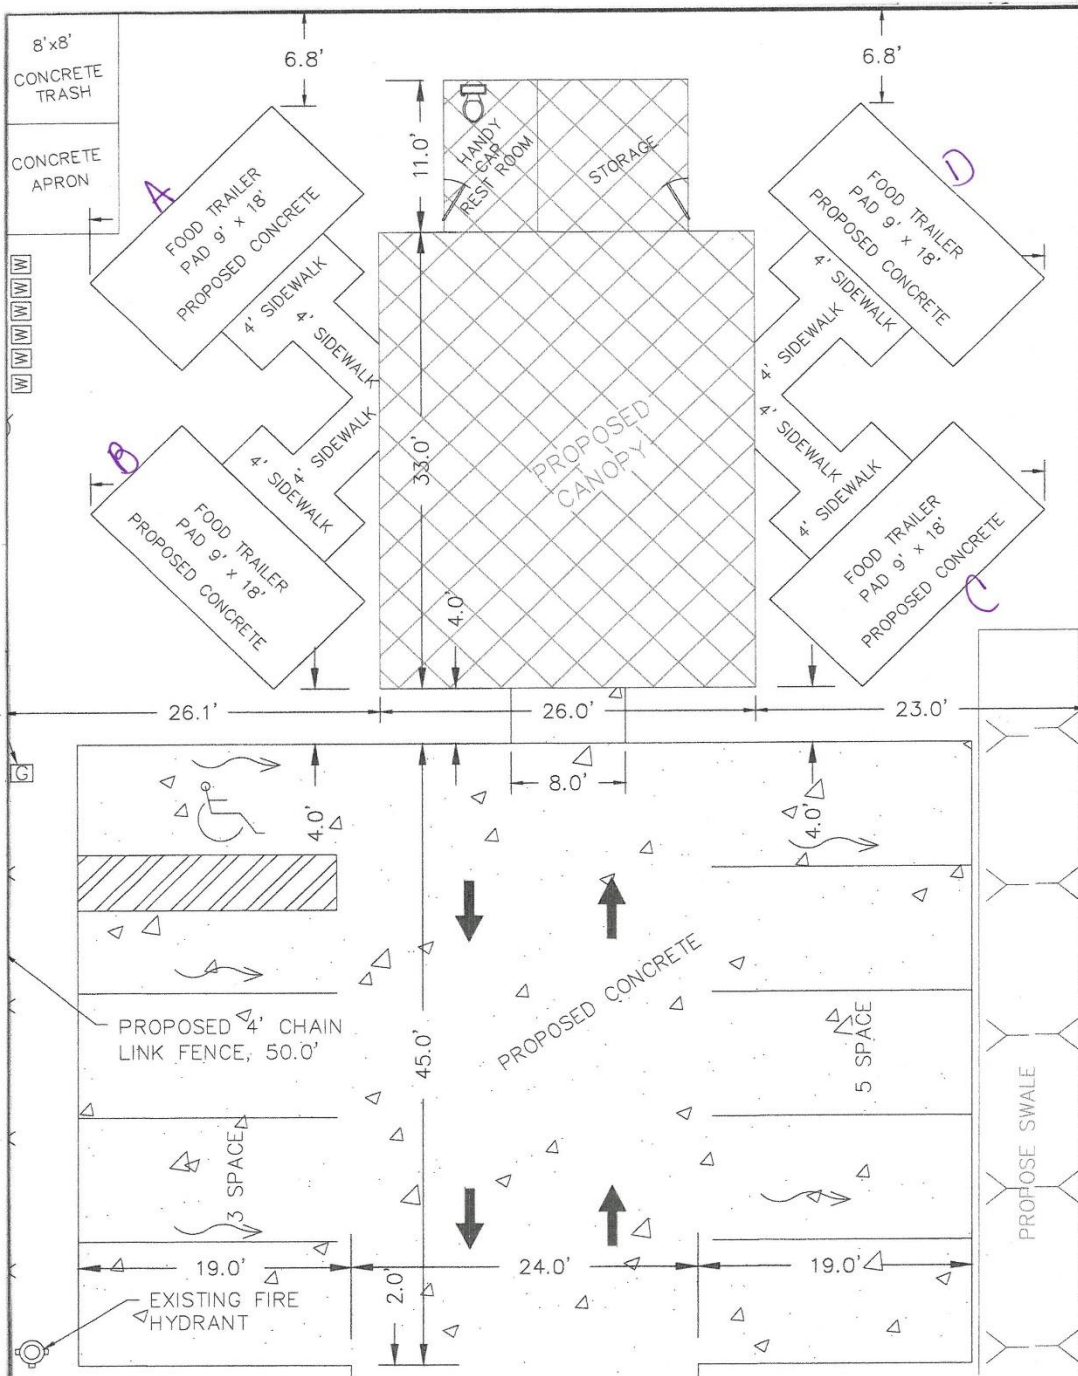 8'x8'
CONCRETE
TRASH
CONCRETE
APRON
6.8'
6.8'
11.0'
HANDY
CAP
REST ROOM
STORAGE
A
FOOD TRAILER
PAD 9' x 18'
PROPOSED CONCRETE
4' SIDEWALK
4' SIDEWALK
D
FOOD TRAILER
PAD 9' x 18'
PROPOSED CONCRETE
4' SIDEWALK
4' SIDEWALK
W
W
W
W
W
W
33.0'
PROPOSED
CANOPY
B
FOOD TRAILER
PAD 9' x 18'
PROPOSED CONCRETE
4' SIDEWALK
4' SIDEWALK
4' SIDEWALK
4' SIDEWALK
FOOD TRAILER
PAD 9' x 18'
PROPOSED CONCRETE
C
4.0'
26.1'
26.0'
23.0'
G
8.0'
4.0'
4.0'
PROPOSED 4' CHAIN
LINK FENCE, 50.0'
45.0'
PROPOSED CONCRETE
5 SPACE
3 SPACE
PROPOSE SWALE
19.0'
24.0'
19.0'
2.0'
EXISTING FIRE
HYDRANT